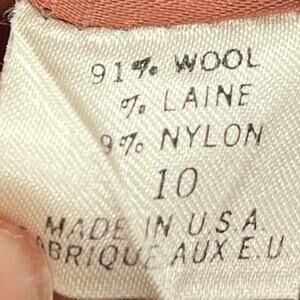 91% WOOL
% LAINE
9% NYLON
10
MADE IN U.S.A
ABRIQUE AUX E.U